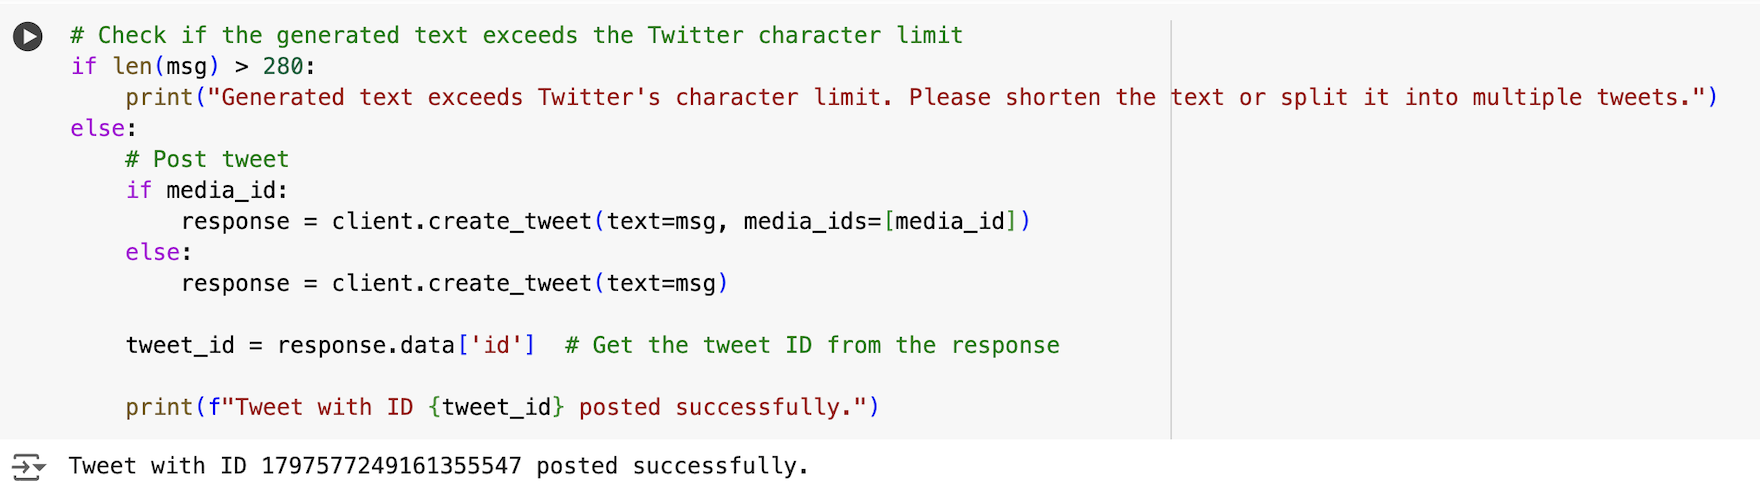 # Check if the generated text exceeds the Twitter character limit
if len(msg) > 280:
    print("Generated text exceeds Twitter's character limit. Please shorten the text or split it into multiple tweets.")
else:
    # Post tweet
    if media_id:
        response = client.create_tweet(text=msg, media_ids=[media_id])
    else:
        response = client.create_tweet(text=msg)

    tweet_id = response.data['id']  # Get the tweet ID from the response

    print(f"Tweet with ID {tweet_id} posted successfully.")
Tweet with ID 1797577249161355547 posted successfully.